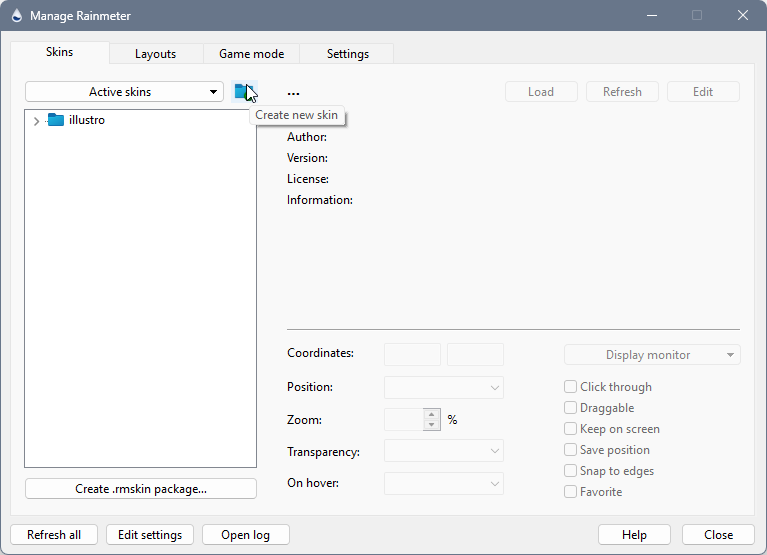 Manage Rainmeter
Skins
Layouts
Game mode
Settings
Active skins
...
Load
Refresh
Edit
Create new skin
illustro
Author:
Version:
License:
Information:
Coordinates:
Display monitor
Position:
Click through
Draggable
Zoom:
%
Keep on screen
Transparency:
Save position
Snap to edges
On hover:
Favorite
Create .rmskin package...
Refresh all
Edit settings
Open log
Help
Close